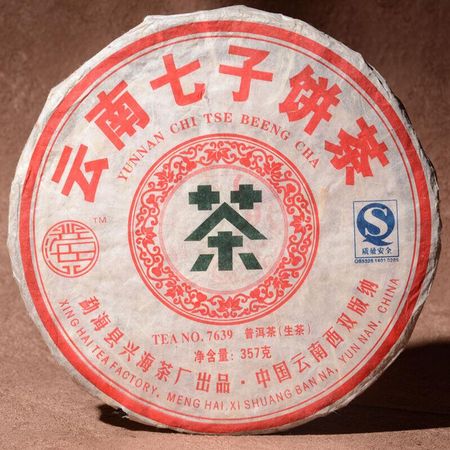 云南七子饼茶
YUNNAN CHI TSE BEENG CHA
茶
TM
质量安全
TEA NO. 7639 普洱茶(生茶)
净含量: 357克
勐海县兴海茶厂出品·中国云南西双版纳
XING HAI TEA FACTORY, MENG HAI, XI SHUANG BAN NA, YUN NAN, CHINA